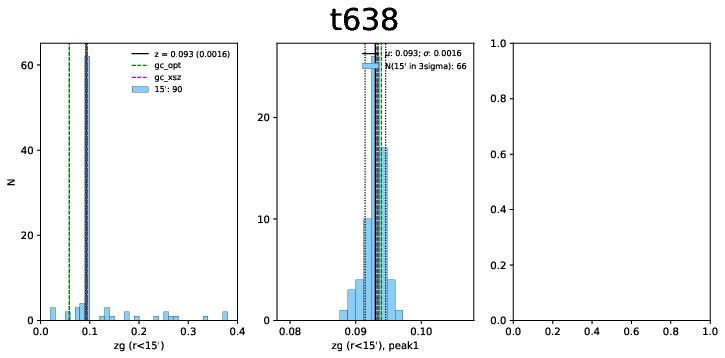 t638
z = 0.093 (0.0016)
gc_opt
gc_xsz
15': 90
N
60
40
20
0
0.0 0.1 0.2 0.3 0.4
zg (r<15')
μ: 0.093; σ: 0.0016
N(15' in 3sigma): 66
20
10
0
0.08 0.09 0.10
zg (r<15'), peak1
1.0
0.8
0.6
0.4
0.2
0.0
0.0 0.2 0.4 0.6 0.8 1.0